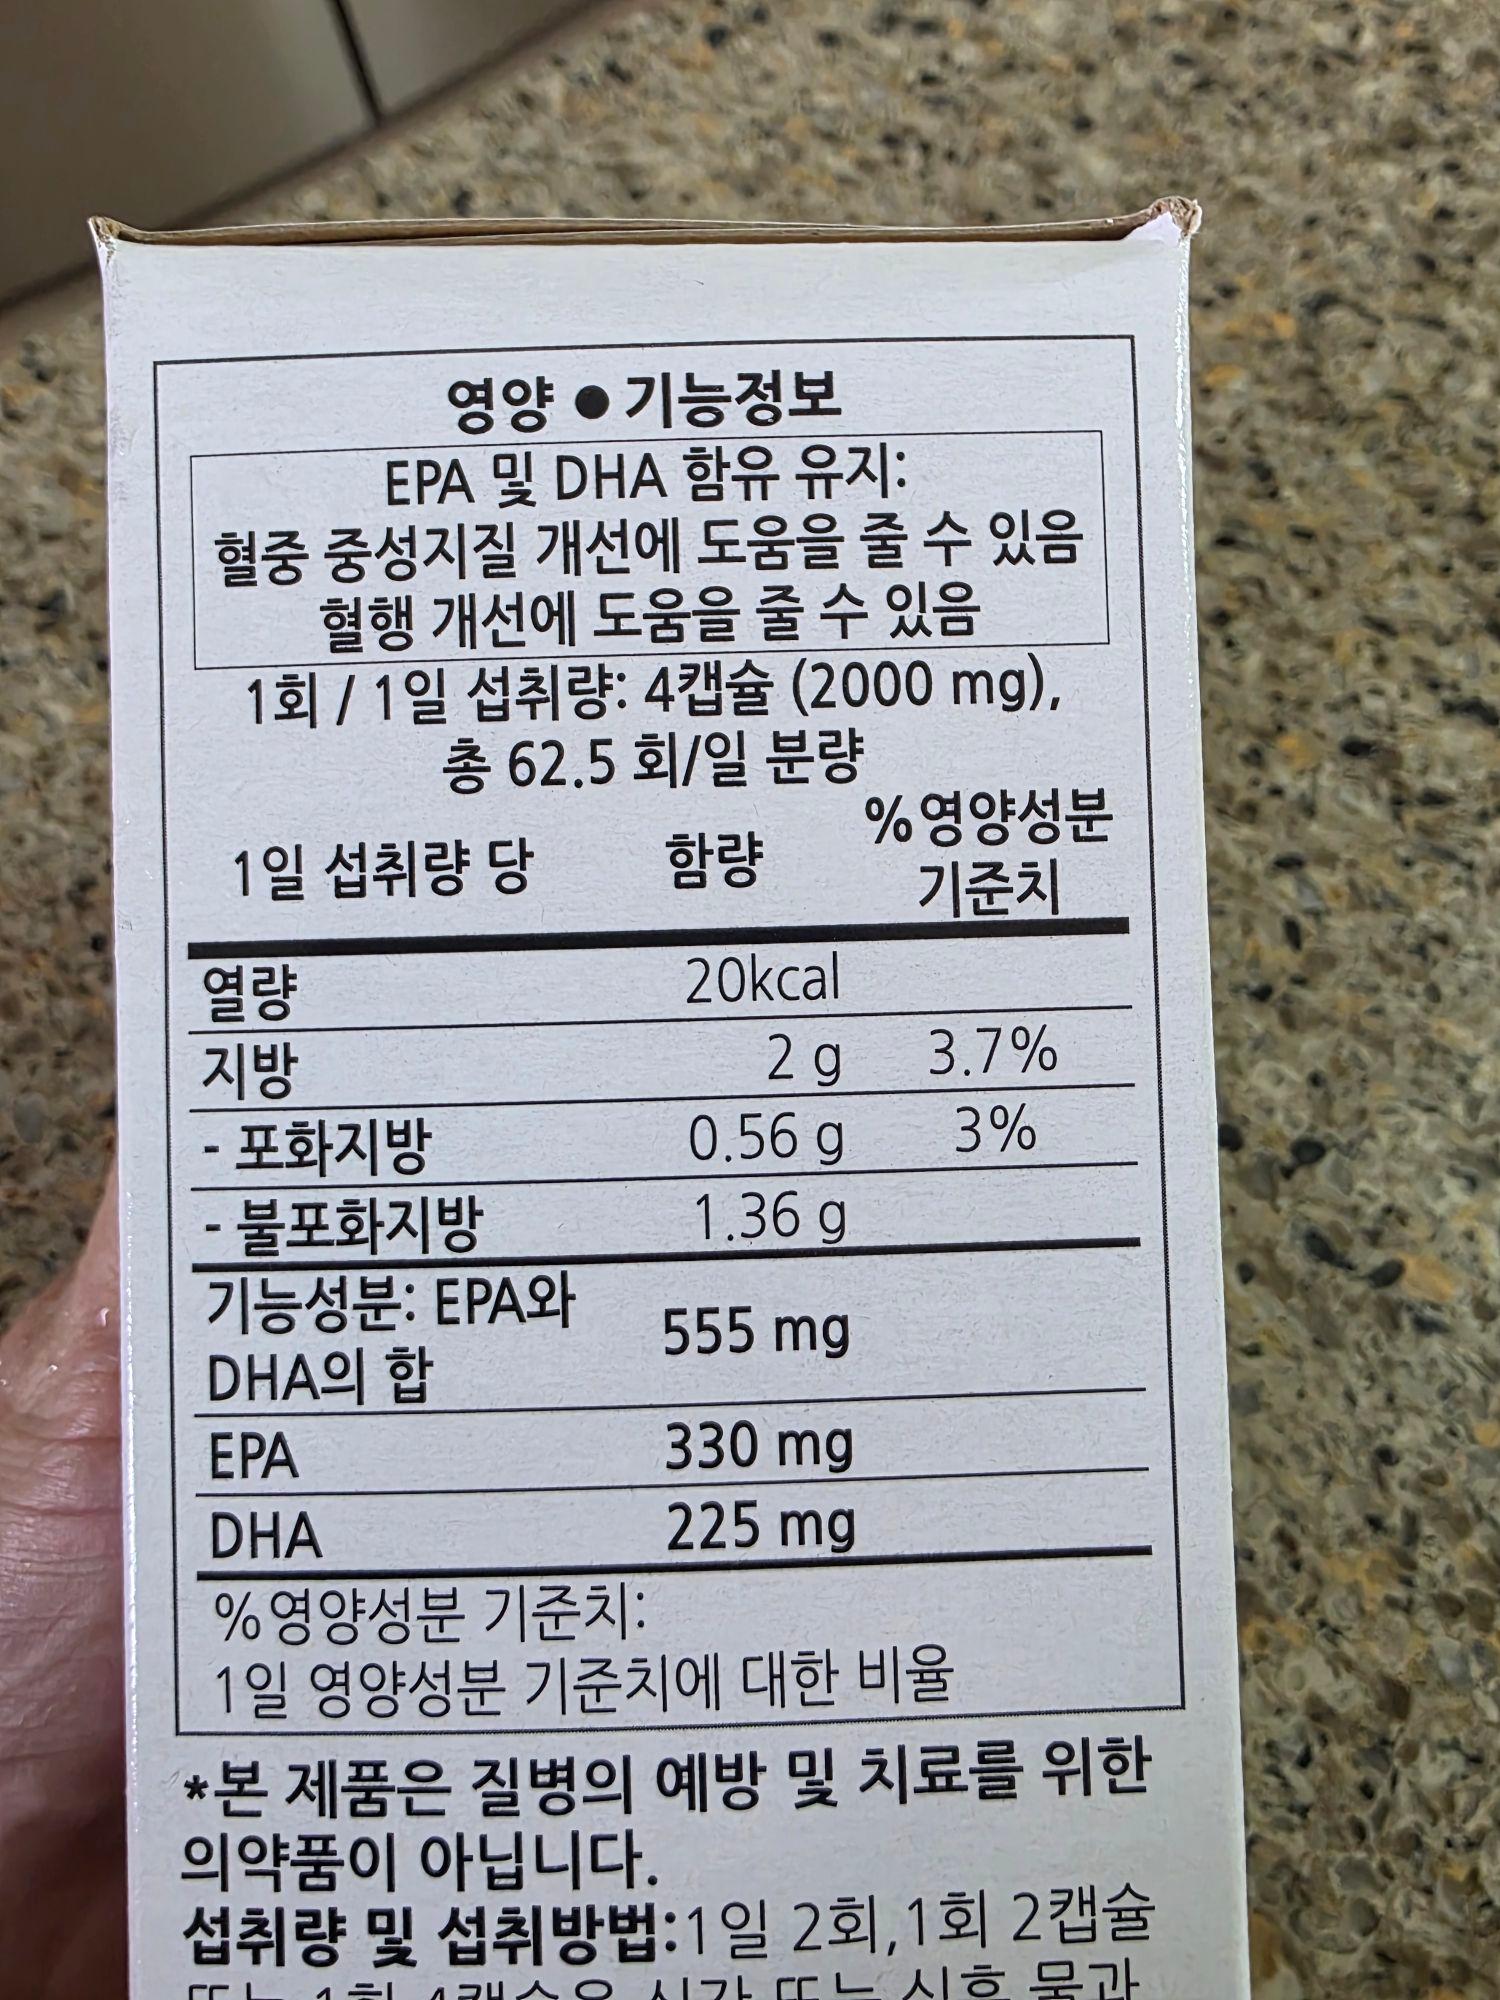 영양 ● 기능정보
EPA 및 DHA 함유 유지:
혈중 중성지질 개선에 도움을 줄 수 있음
혈행 개선에 도움을 줄 수 있음
1회 / 1일 섭취량: 4캡슐 (2000 mg),
총 62.5 회/일 분량
1일 섭취량 당 함량 %영양성분 기준치
열량 20kcal
지방 2 g 3.7%
- 포화지방 0.56 g 3%
- 불포화지방 1.36 g
기능성분: EPA와
DHA의 합 555 mg
EPA 330 mg
DHA 225 mg
%영양성분 기준치:
1일 영양성분 기준치에 대한 비율
*본 제품은 질병의 예방 및 치료를 위한
의약품이 아닙니다.
섭취량 및 섭취방법:1일 2회,1회 2캡슐